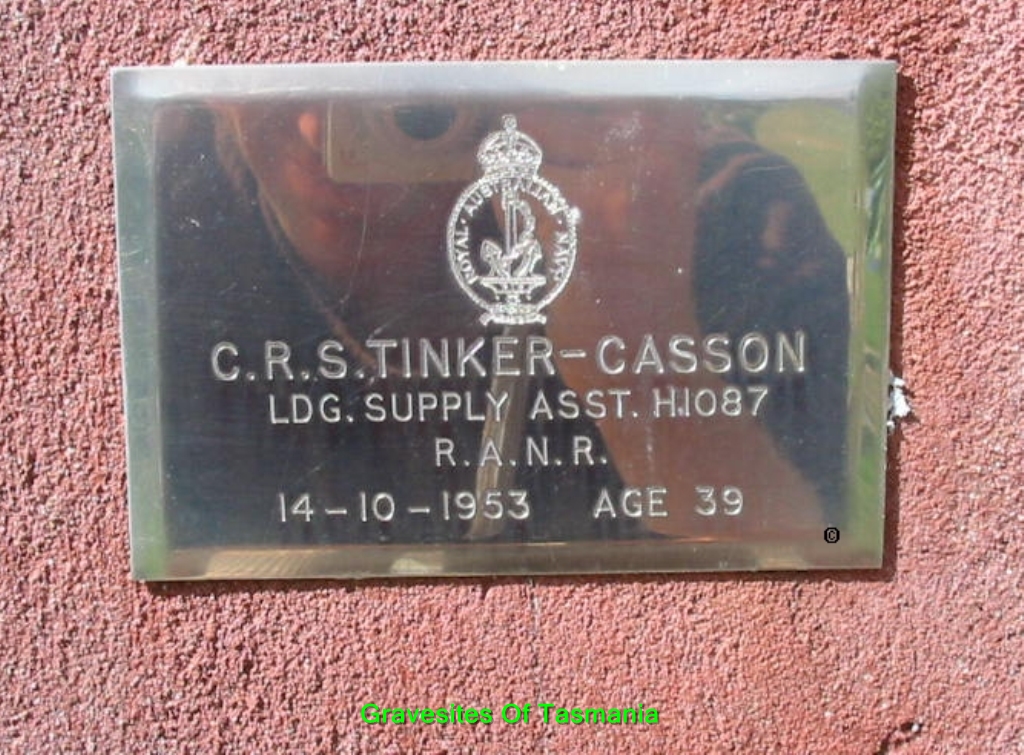 ROYAL · AUSTRALIAN · NAVY
C.R.S. TINKER-CASSON
LDG. SUPPLY ASST. H.1087
R.A.N.R.
14-10-1953 AGE 39
©
Gravesites Of Tasmania